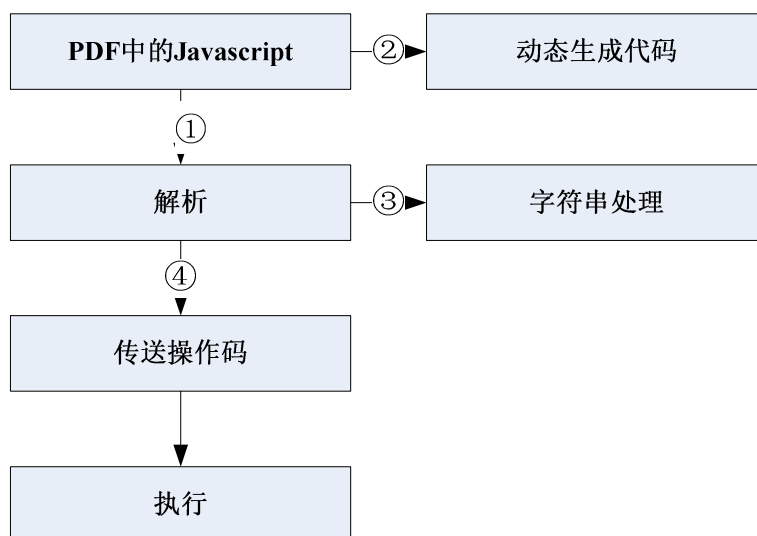 PDF中的Javascript
②
动态生成代码
①
解析
③
字符串处理
④
传送操作码
执行